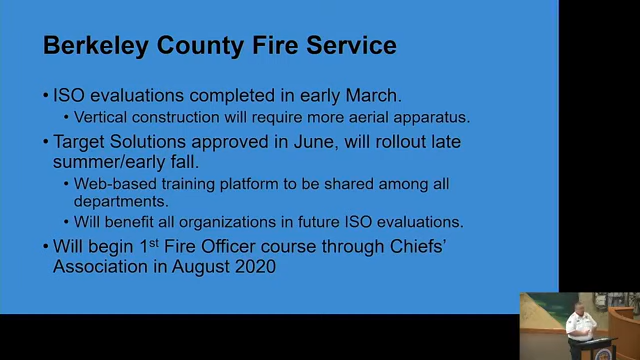 Berkeley County Fire Service
• ISO evaluations completed in early March.
• Vertical construction will require more aerial apparatus.
• Target Solutions approved in June, will rollout late
summer/early fall.
• Web-based training platform to be shared among all
departments.
• Will benefit all organizations in future ISO evaluations.
• Will begin 1st Fire Officer course through Chiefs'
Association in August 2020